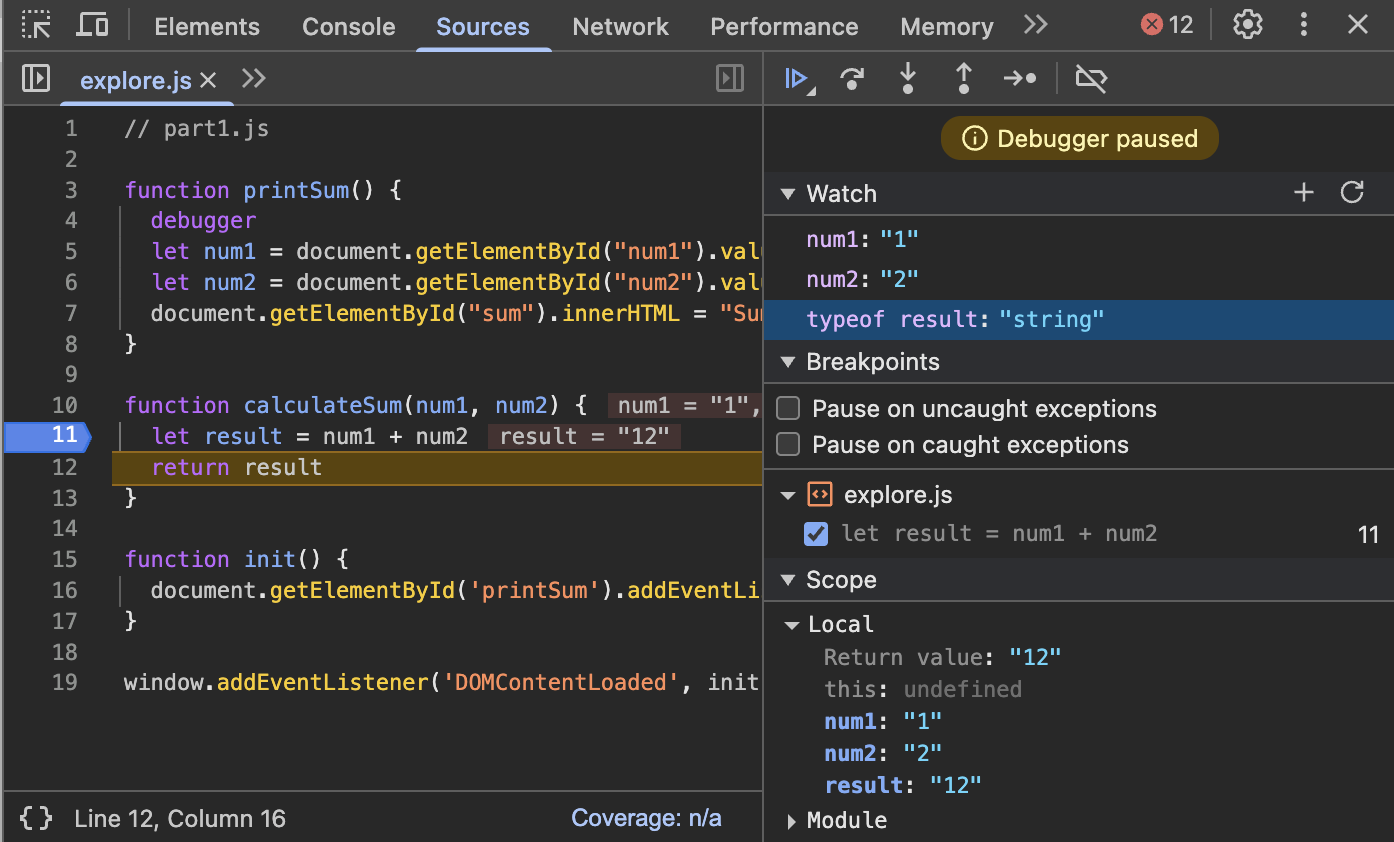 Elements Console Sources Network Performance Memory 12
explore.js
1 // part1.js
2
3 function printSum() {
4 debugger
5 let num1 = document.getElementById("num1").val
6 let num2 = document.getElementById("num2").val
7 document.getElementById("sum").innerHTML = "Su
8 }
9
10 function calculateSum(num1, num2) { num1 = "1",
11 let result = num1 + num2 result = "12"
12 return result
13 }
14
15 function init() {
16 document.getElementById('printSum').addEventLi
17 }
18
19 window.addEventListener('DOMContentLoaded', init
{ } Line 12, Column 16 Coverage: n/a
Debugger paused
Watch
num1: "1"
num2: "2"
typeof result: "string"
Breakpoints
Pause on uncaught exceptions
Pause on caught exceptions
explore.js
let result = num1 + num2 11
Scope
Local
Return value: "12"
this: undefined
num1: "1"
num2: "2"
result: "12"
Module